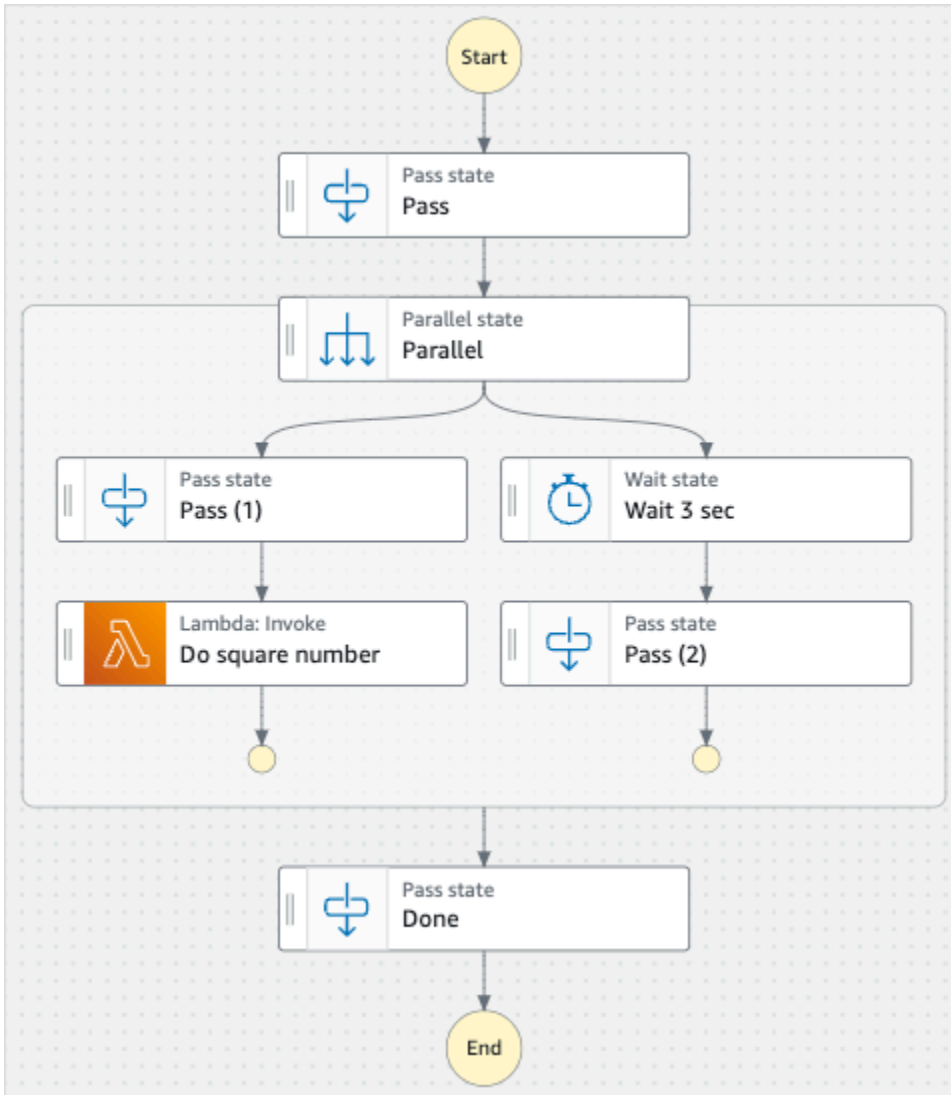 Start
Pass state
Pass
Parallel state
Parallel
Pass state
Pass (1)
Wait state
Wait 3 sec
Lambda: Invoke
Do square number
Pass state
Pass (2)
Pass state
Done
End